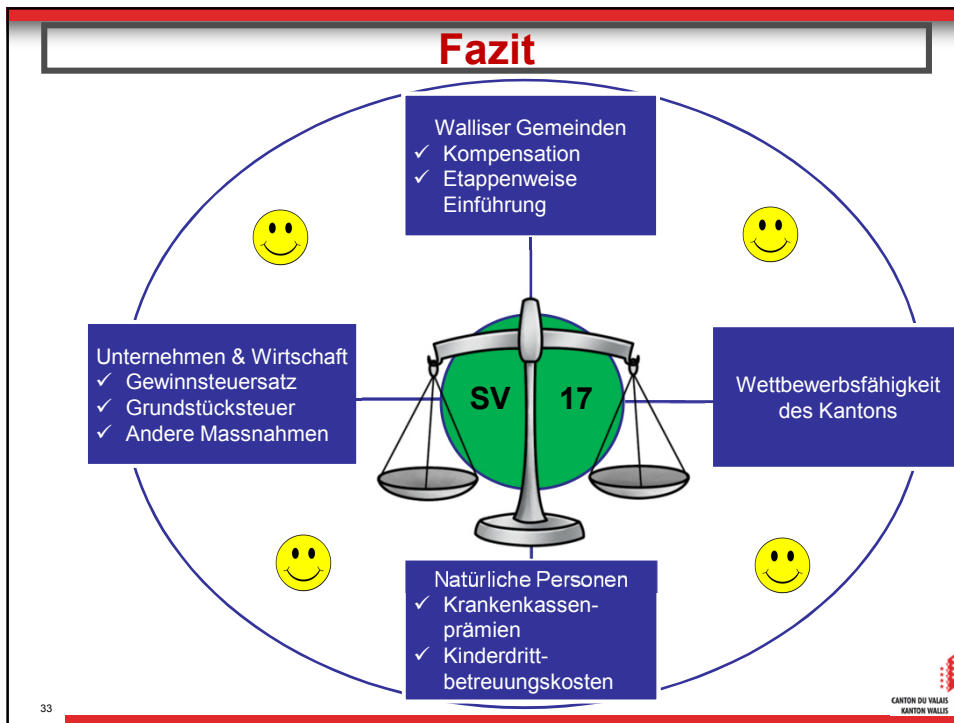 Fazit
Walliser Gemeinden
✓ Kompensation
✓ Etappenweise
Einführung
Unternehmen & Wirtschaft
✓ Gewinnsteuersatz
✓ Grundstücksteuer
✓ Andere Massnahmen
SV 17
Wettbewerbsfähigkeit
des Kantons
Natürliche Personen
✓ Krankenkassen-
prämien
✓ Kinderdritt-
betreuungskosten
33
CANTON DU VALAIS
KANTON WALLIS